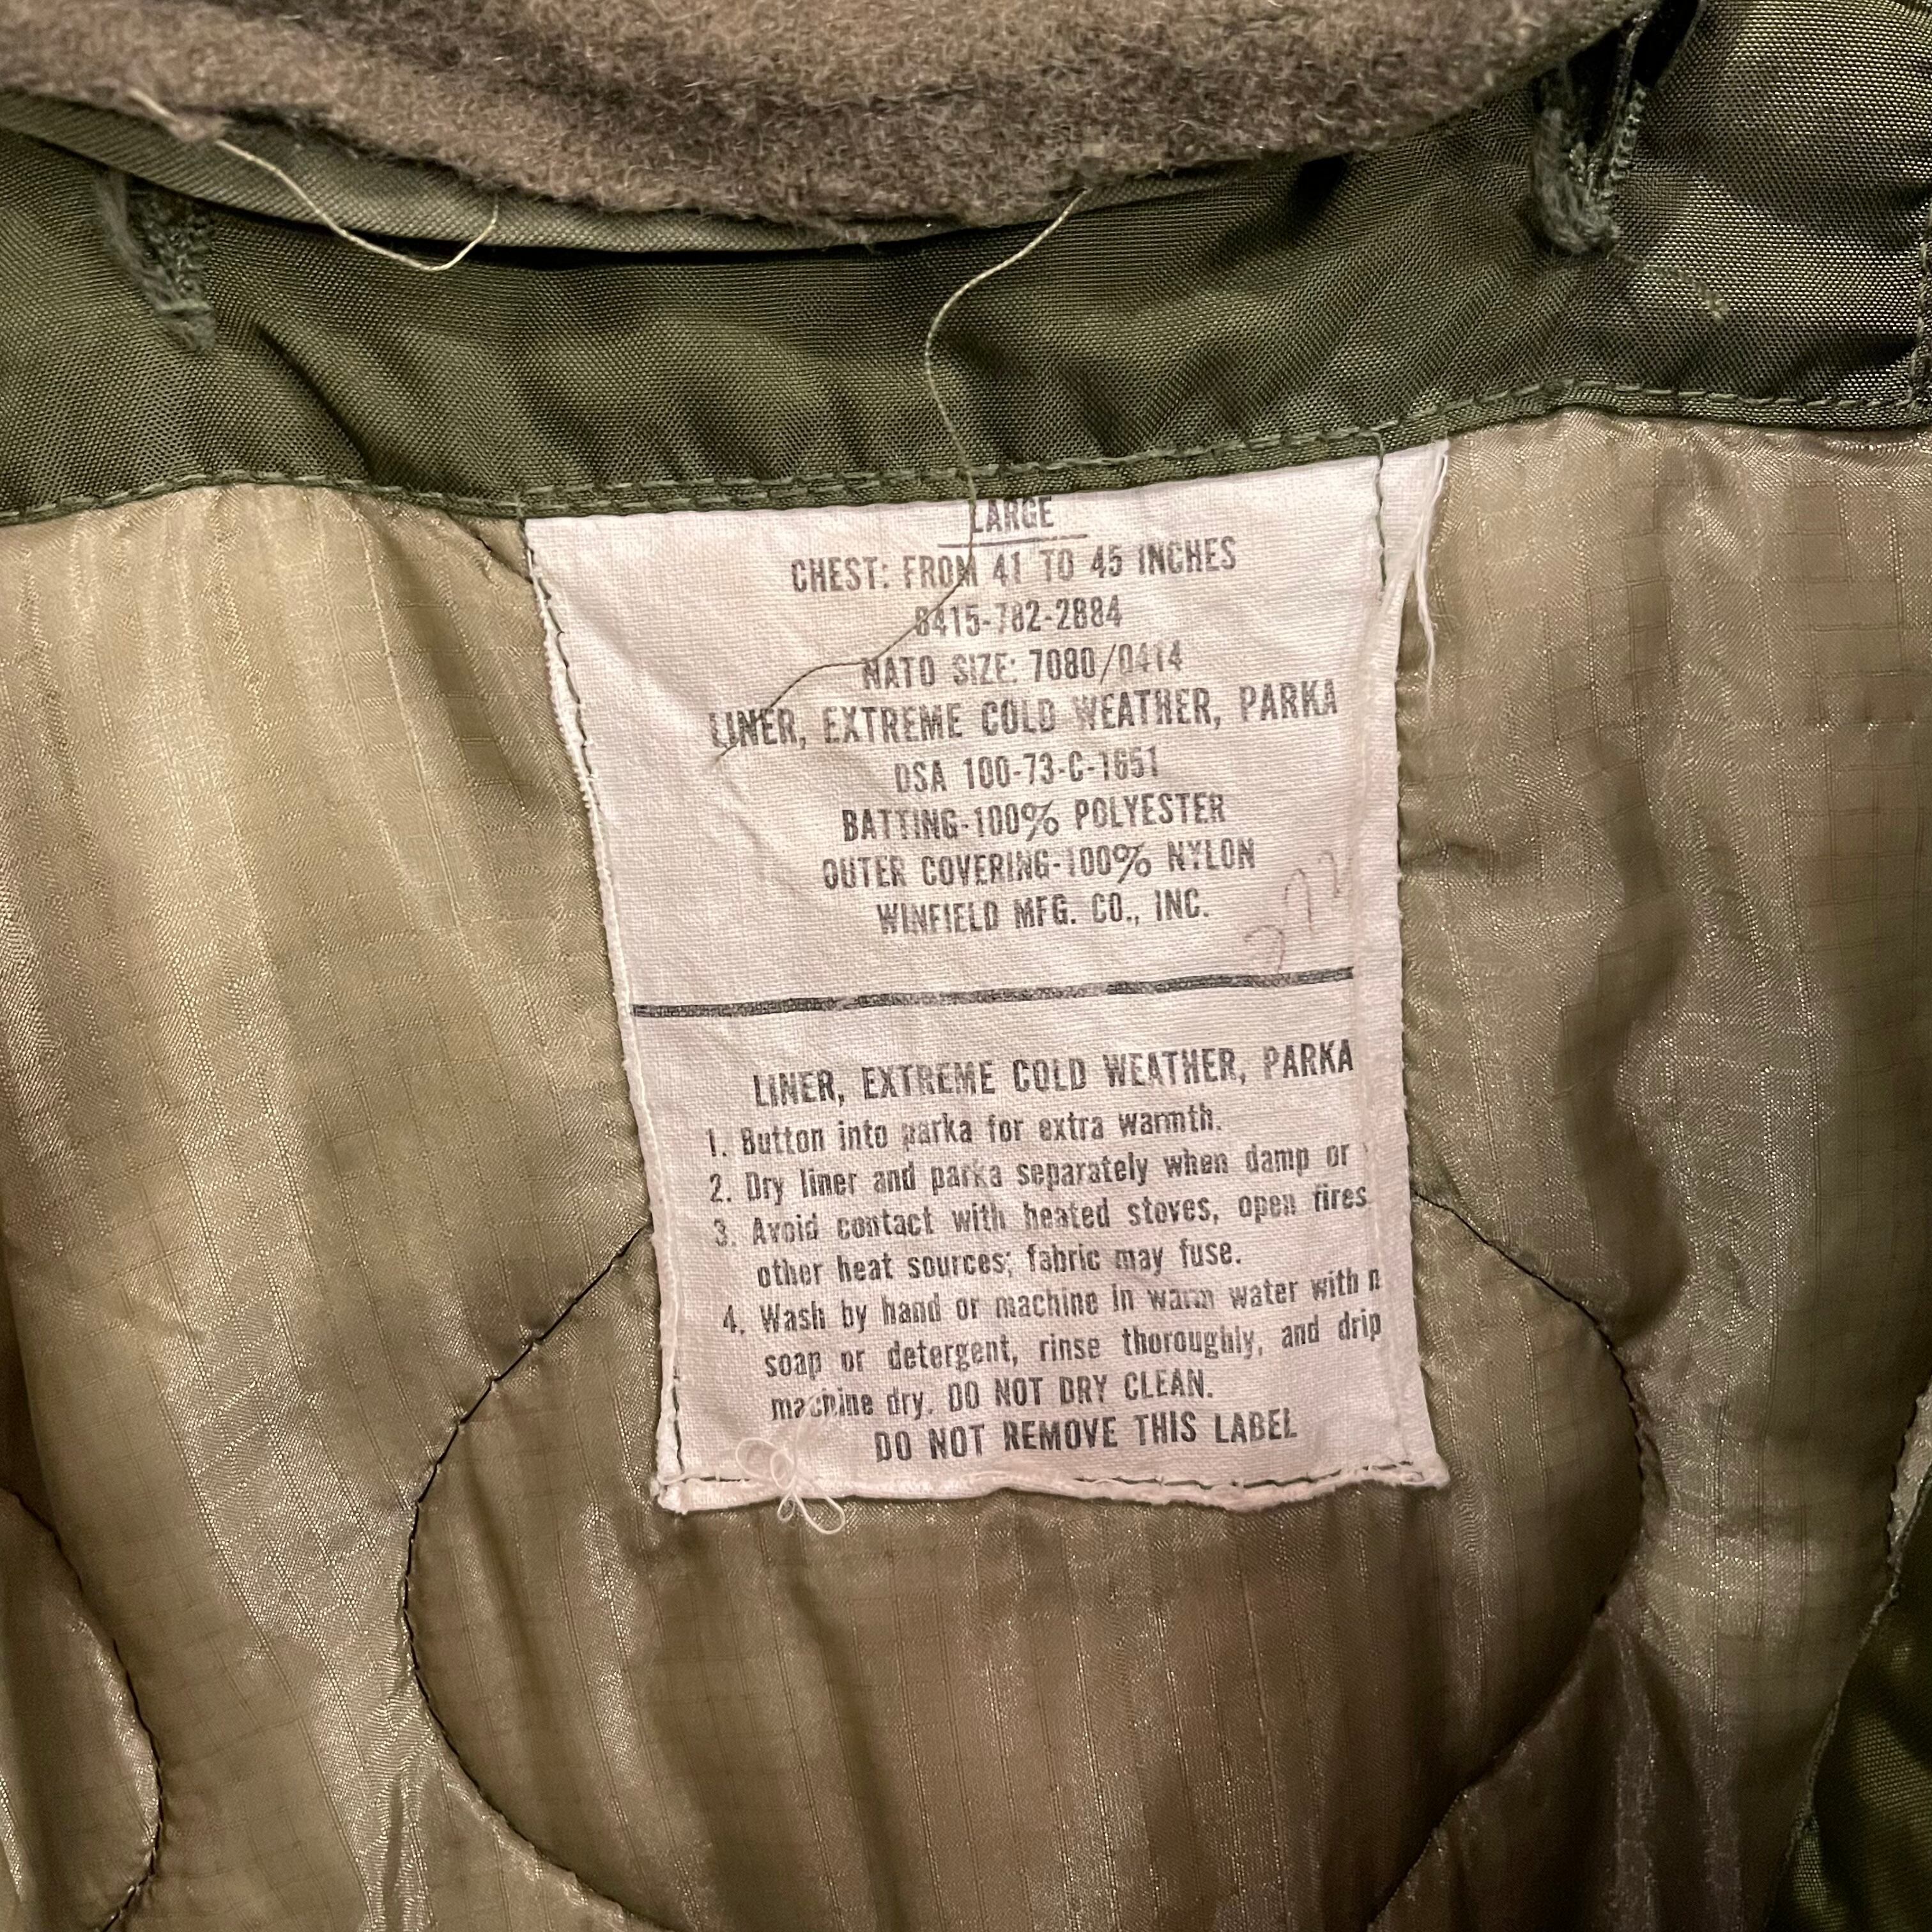 LARGE
CHEST: FROM 41 TO 45 INCHES
8415-782-2884
NATO SIZE: 7080/0414
LINER, EXTREME COLD WEATHER, PARKA
DSA 100-73-C-1651
BATTING-100% POLYESTER
OUTER COVERING-100% NYLON
WINFIELD MFG. CO., INC.
LINER, EXTREME COLD WEATHER, PARKA
1. Button into parka for extra warmth.
2. Dry liner and parka separately when damp or
3. Avoid contact with heated stoves, open fires
other heat sources; fabric may fuse.
4. Wash by hand or machine in warm water with
soap or detergent, rinse thoroughly, and drip
machine dry. DO NOT DRY CLEAN.
DO NOT REMOVE THIS LABEL